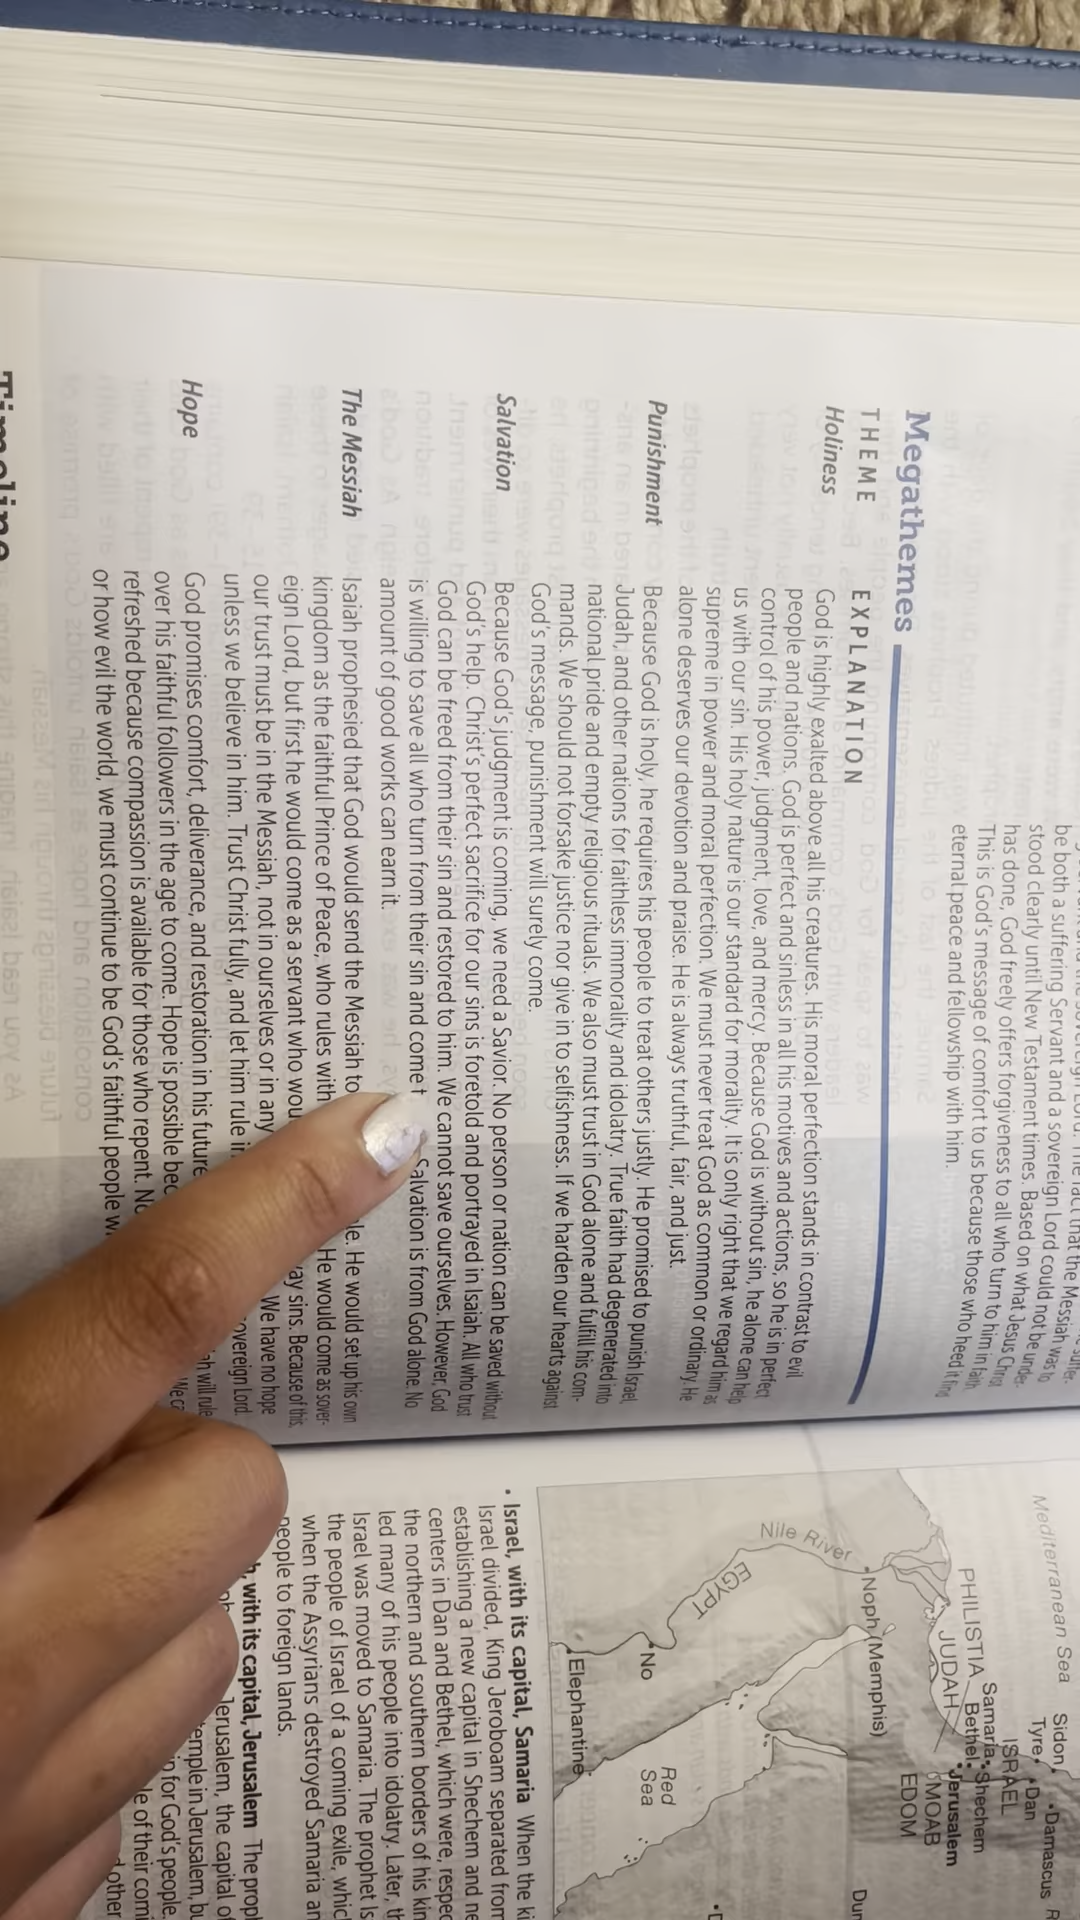 be both a suffering Servant and a sovereign Lord could not be under-
stood clearly until New Testament times. Based on what Jesus Christ
has done, God freely offers forgiveness to all who turn to him in faith.
This is God's message of comfort to us because those who heed it find
eternal peace and fellowship with him.
Megathemes
THEME EXPLANATION
Holiness God is highly exalted above all his creatures. His moral perfection stands in contrast to evil
people and nations. God is perfect and sinless in all his motives and actions, so he is in perfect
control of his power, judgment, love, and mercy. Because God is without sin, he alone can help
us with our sin. His holy nature is our standard for morality. It is only right that we regard him as
supreme in power and moral perfection. We must never treat God as common or ordinary. He
alone deserves our devotion and praise. He is always truthful, fair, and just.
Punishment Because God is holy, he requires his people to treat others justly. He promised to punish Israel,
Judah, and other nations for faithless immorality and idolatry. True faith had degenerated into
national pride and empty religious rituals. We also must trust in God alone and fulfill his com-
mands. We should not forsake justice nor give in to selfishness. If we harden our hearts against
God's message, punishment will surely come.
Salvation Because God's judgment is coming, we need a Savior. No person or nation can be saved without
God's help. Christ's perfect sacrifice for our sins is foretold and portrayed in Isaiah. All who trust
God can be freed from their sin and restored to him. We cannot save ourselves. However, God
is willing to save all who turn from their sin and come Salvation is from God alone. No
amount of good works can earn it.
The Messiah Isaiah prophesied that God would send the Messiah to He would set up his own
kingdom as the faithful Prince of Peace, who rules with He would come as sover-
eign Lord, but first he would come as a servant who sins. Because of this,
our trust must be in the Messiah, not in ourselves or in any We have no hope
unless we believe in him. Trust Christ fully, and let him rule sovereign Lord.
Hope God promises comfort, deliverance, and restoration in his future will rule
over his faithful followers in the age to come. Hope is possible
refreshed because compassion is available for those who repent.
or how evil the world, we must continue to be God's faithful people
Timeline
Mediterranean Sea
Sidon
Tyre
Damascus
Dan
ISRAEL
Samaria
Shechem
Bethel
Jerusalem
PHILISTIA
JUDAH
MOAB
EDOM
Nile River
Noph (Memphis)
EGYPT
No
Red
Sea
Elephantine
• Israel, with its capital, Samaria When the
Israel divided, King Jeroboam separated from
establishing a new capital in Shechem and
centers in Dan and Bethel, which were,
the northern and southern borders of his
led many of his people into idolatry. Later,
Israel was moved to Samaria. The prophet
the people of Israel of a coming exile,
when the Assyrians destroyed Samaria
people to foreign lands.
with its capital, Jerusalem The
Jerusalem, the capital
temple in Jerusalem,
for God's people.
of their
other